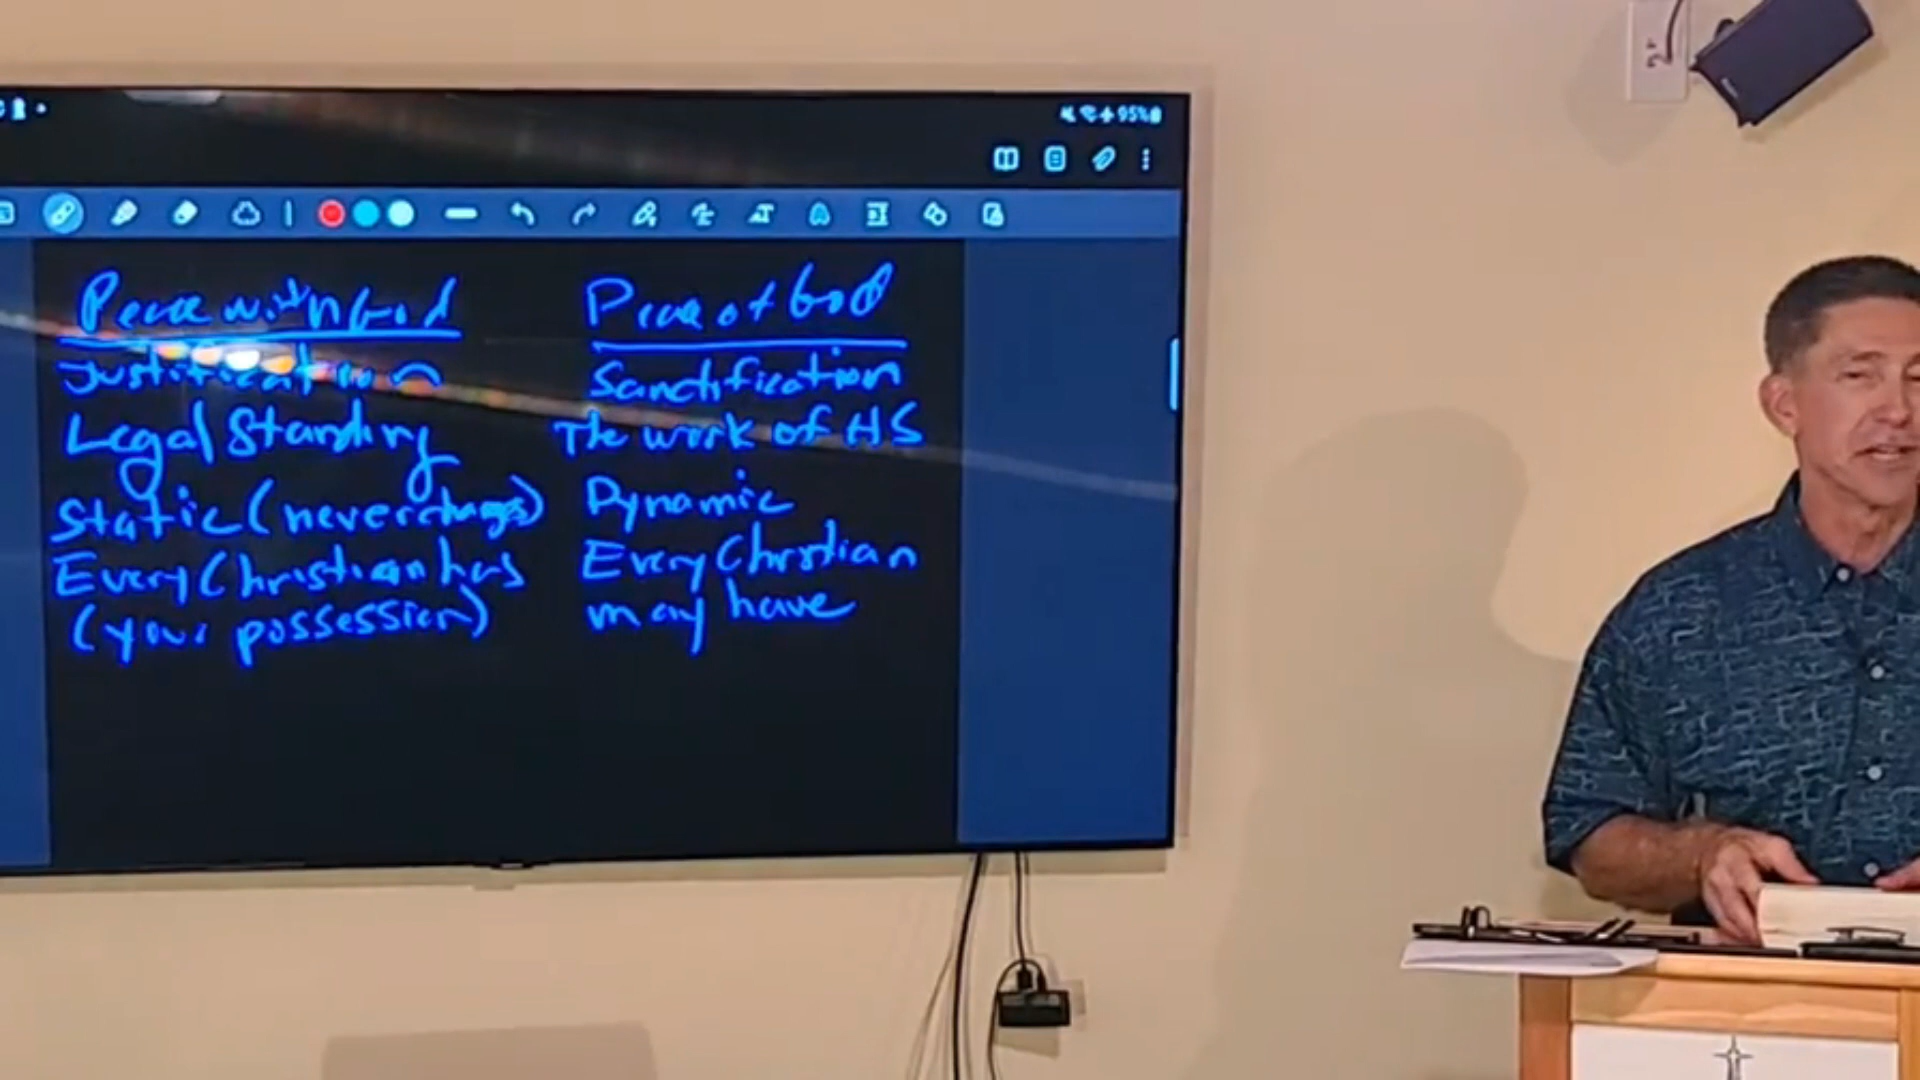 95%
Peace with God
Justification
Legal Standing
Static (never changes)
Every Christian has
(your possession)
Peace of God
Sanctification
The work of HS
Dynamic
Every Christian
may have